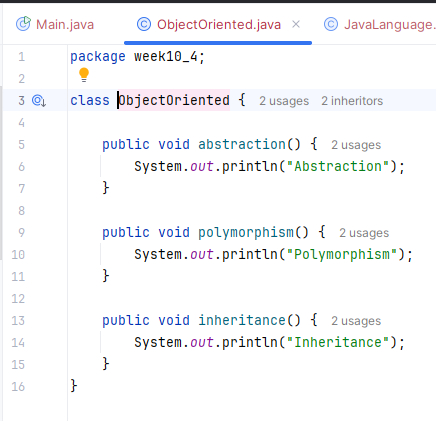 Main.java ObjectOriented.java JavaLanguage.
1 package week10_4;
2
3 class ObjectOriented { 2 usages 2 inheritors
4
5 public void abstraction() { 2 usages
6 System.out.println("Abstraction");
7 }
8
9 public void polymorphism() { 2 usages
10 System.out.println("Polymorphism");
11 }
12
13 public void inheritance() { 2 usages
14 System.out.println("Inheritance");
15 }
16 }